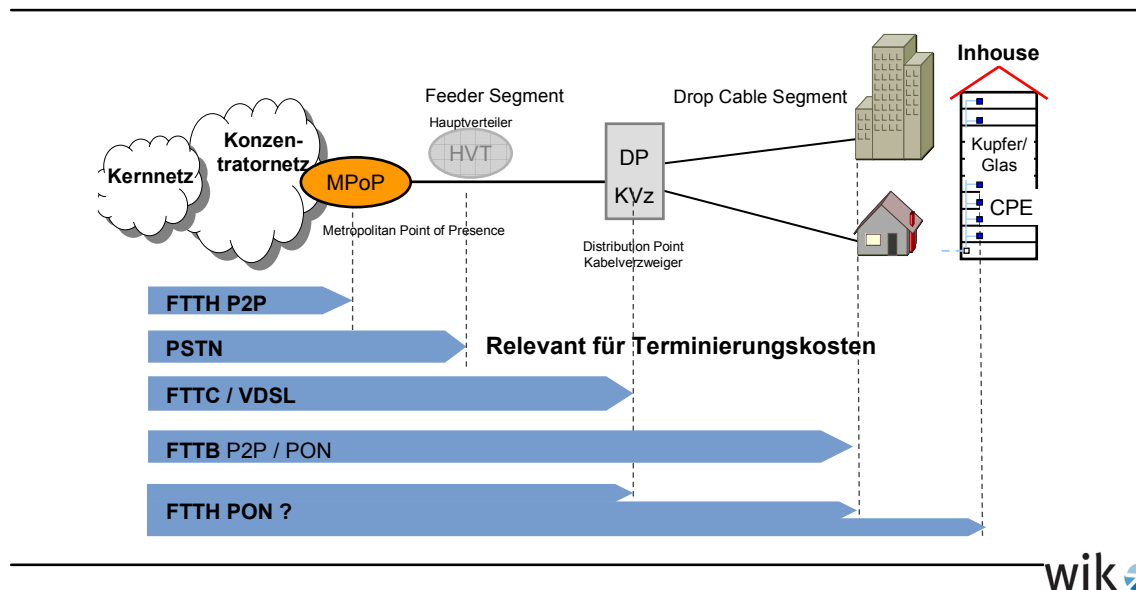 Inhouse
Feeder Segment
Drop Cable Segment
Hauptverteiler
HVT
Konzen-
tratornetz
Kernnetz
MPoP
DP
KVz
Kupfer/
Glas
CPE
Metropolitan Point of Presence
Distribution Point
Kabelverzweiger
FTTH P2P
PSTN
Relevant für Terminierungskosten
FTTC / VDSL
FTTB P2P / PON
FTTH PON ?
wik